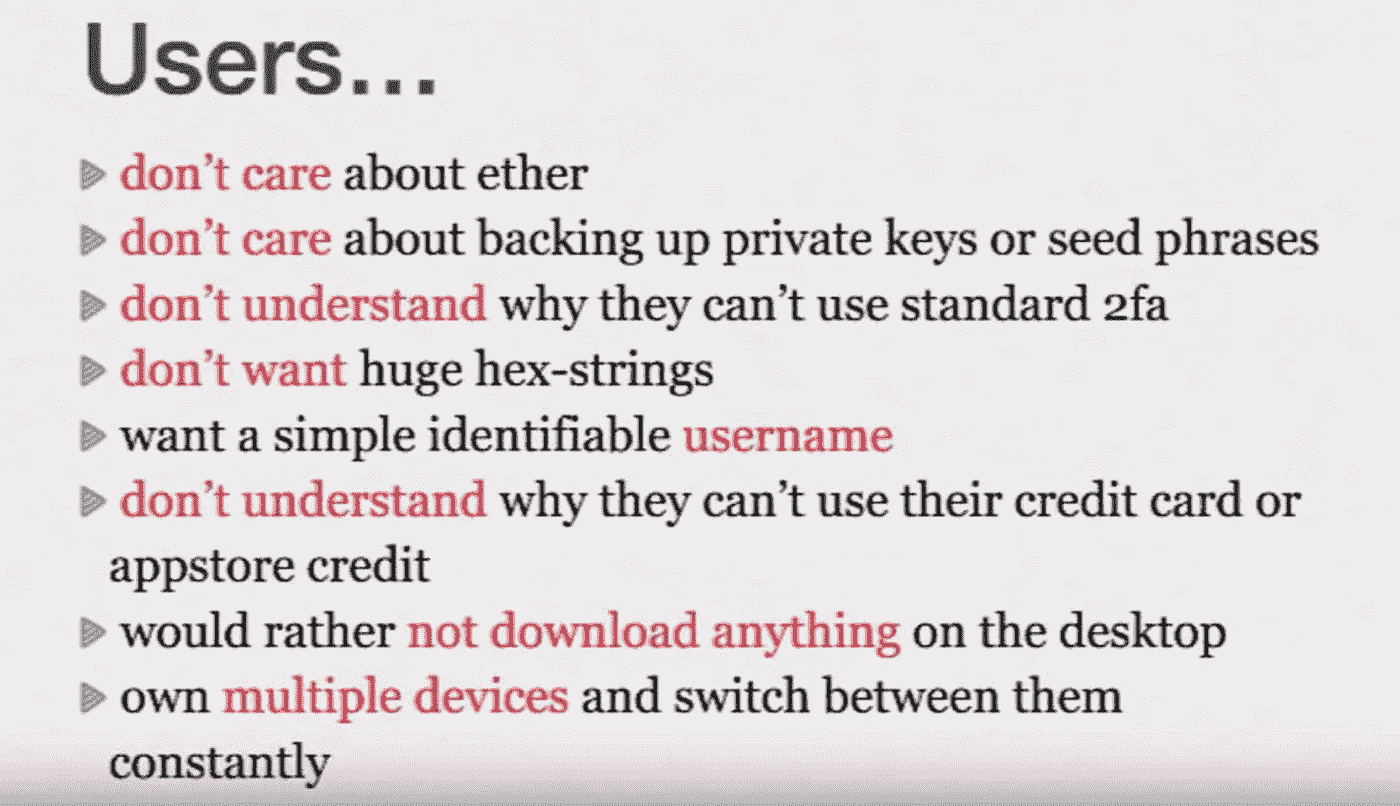 Users...
don't care about ether
don't care about backing up private keys or seed phrases
don't understand why they can't use standard 2fa
don't want huge hex-strings
want a simple identifiable username
don't understand why they can't use their credit card or
appstore credit
would rather not download anything on the desktop
own multiple devices and switch between them
constantly